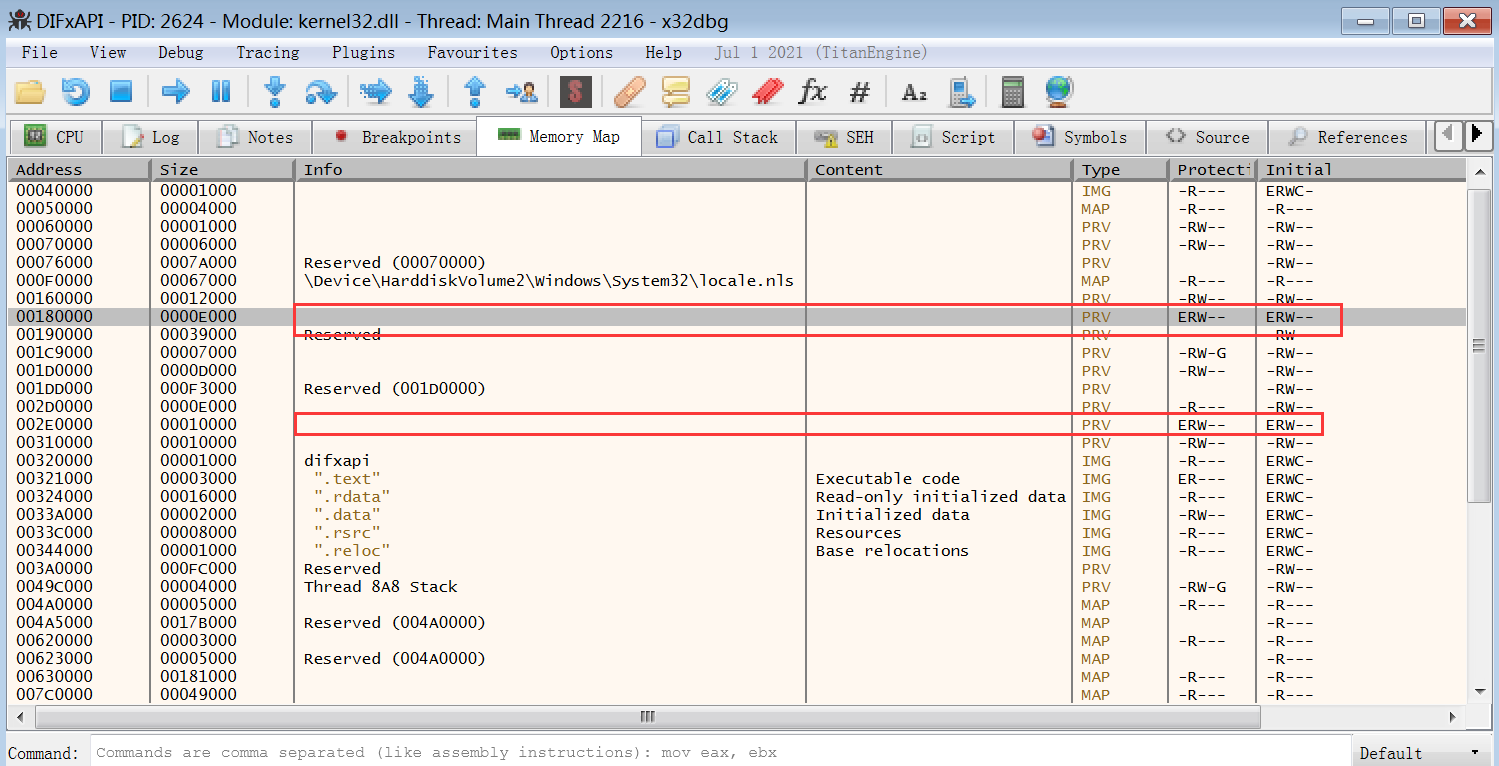 DIFxAPI - PID: 2624 - Module: kernel32.dll - Thread: Main Thread 2216 - x32dbg
File View Debug Tracing Plugins Favourites Options Help Jul 1 2021 (TitanEngine)
S fx # A₂
CPU Log Notes Breakpoints Memory Map Call Stack SEH Script Symbols Source References
Address Size Info Content Type Protecti Initial
00040000 00001000 IMG -R--- ERWC-
00050000 00004000 MAP -R--- -R---
00060000 00001000 PRV -RW-- -RW--
00070000 00006000 PRV -RW-- -RW--
00076000 0007A000 Reserved (00070000) PRV -RW--
000F0000 00067000 \Device\HarddiskVolume2\Windows\System32\locale.nls MAP -R--- -R---
00160000 00012000 PRV -RW-- -RW--
00180000 0000E000 PRV ERW-- ERW--
00190000 00039000 Reserved PRV -RW--
001C9000 00007000 PRV -RW-G -RW--
001D0000 0000D000 PRV -RW-- -RW--
001DD000 000F3000 Reserved (001D0000) PRV -RW--
002D0000 0000E000 PRV -R--- -RW--
002E0000 00010000 PRV ERW-- ERW--
00310000 00010000 PRV -RW-- -RW--
00320000 00001000 difxapi IMG -R--- ERWC-
00321000 00003000 ".text" Executable code IMG ER--- ERWC-
00324000 00016000 ".rdata" Read-only initialized data IMG -R--- ERWC-
0033A000 00002000 ".data" Initialized data IMG -RW-- ERWC-
0033C000 00008000 ".rsrc" Resources IMG -R--- ERWC-
00344000 00001000 ".reloc" Base relocations IMG -R--- ERWC-
003A0000 000FC000 Reserved PRV -RW--
0049C000 00004000 Thread 8A8 Stack PRV -RW-G -RW--
004A0000 00005000 MAP -R--- -R---
004A5000 0017B000 Reserved (004A0000) MAP -R---
00620000 00003000 MAP -R--- -R---
00623000 00005000 Reserved (004A0000) MAP -R---
00630000 00181000 MAP -R--- -R---
007C0000 00049000 MAP -R--- -R---
Command: Commands are comma separated (like assembly instructions): mov eax, ebx Default